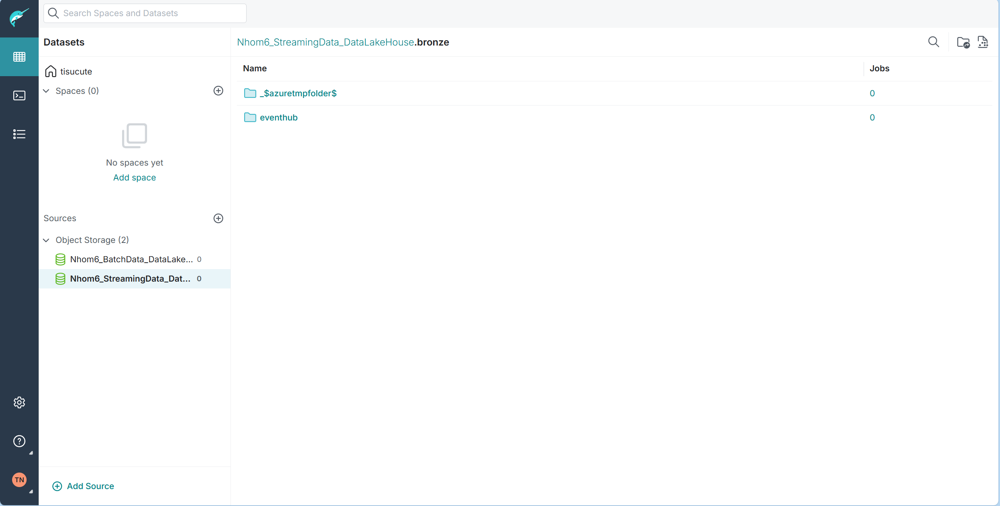 Search Spaces and Datasets
Datasets
tisucute
Spaces (0)
No spaces yet
Add space
Sources
Object Storage (2)
Nhom6_BatchData_DataLake... 0
Nhom6_StreamingData_Dat... 0
Add Source
TN
Nhom6_StreamingData_DataLakeHouse.bronze
Name Jobs
_$azuretmpfolder$ 0
eventhub 0